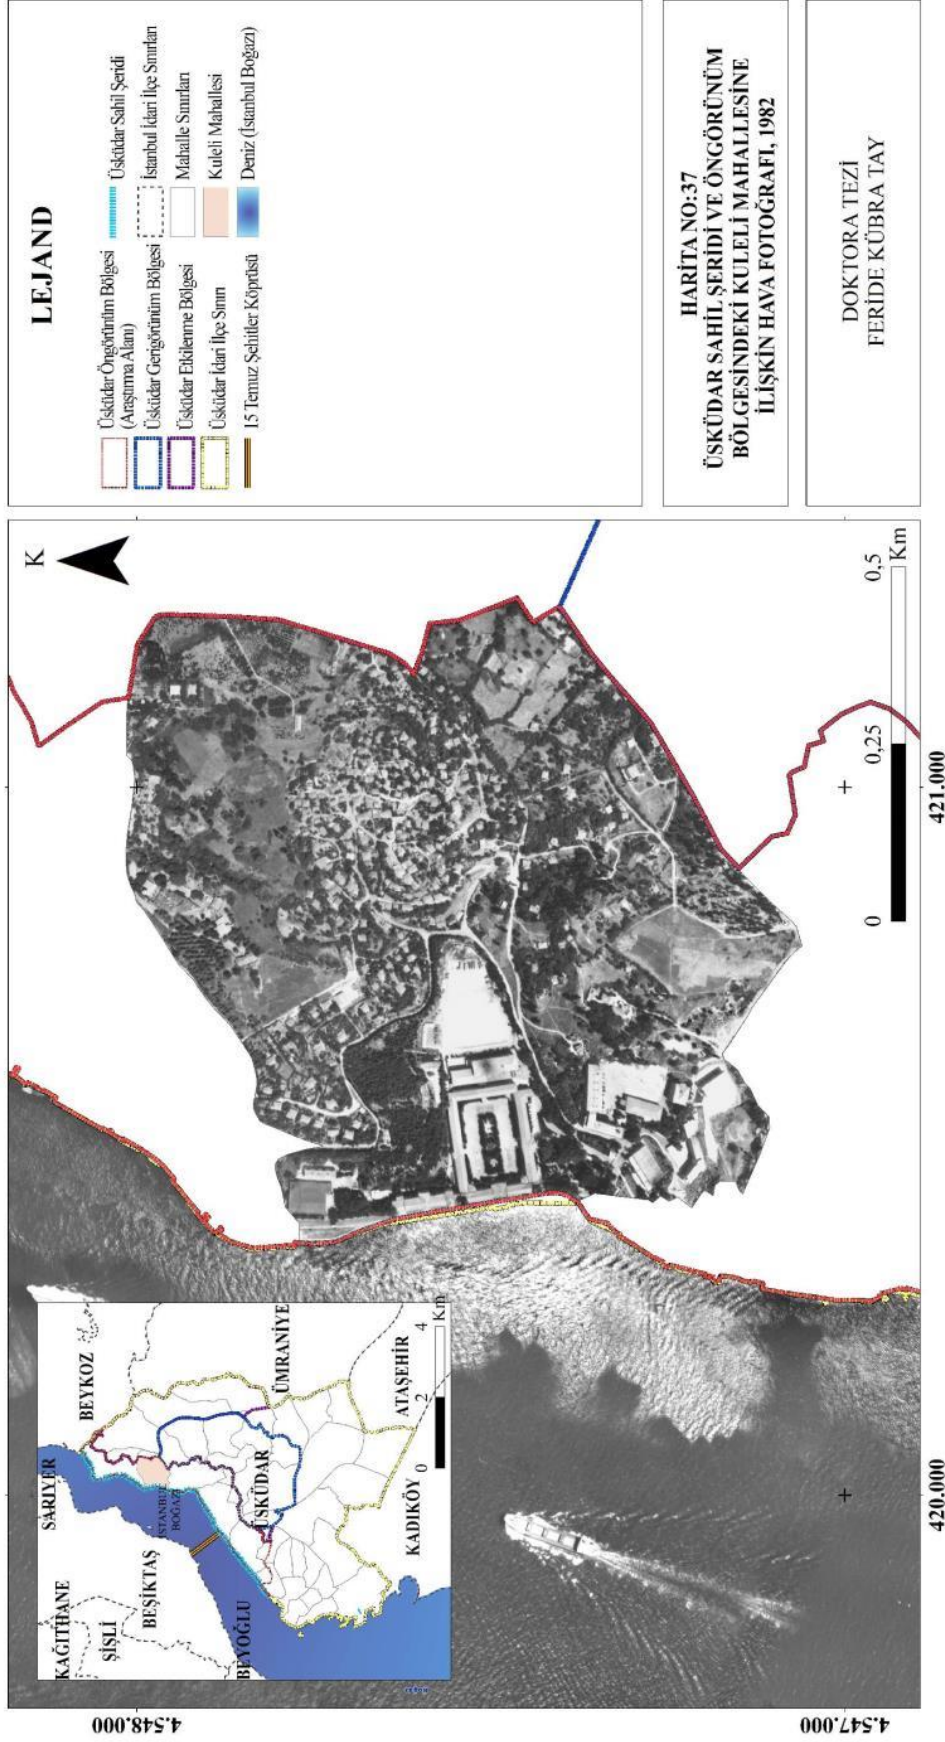 LEJAND
Üsküdar Öngörünüm Bölgesi
(Araştırma Alanı)
Üsküdar Gerigörünüm Bölgesi
Üsküdar Etkilenme Bölgesi
Üsküdar İdari İlçe Sınırı
15 Temuz Şehitler Köprüsü
Üsküdar Sahil Şeridi
İstanbul İdari İlçe Sınırları
Mahalle Sınırları
Kuleli Mahallesi
Deniz (İstanbul Boğazı)
HARİTA NO:37
ÜSKÜDAR SAHİL ŞERİDİ VE ÖNGÖRÜNÜM
BÖLGESİNDEKİ KULELİ MAHALLESİNE
İLİŞKİN HAVA FOTOĞRAFI, 1982
DOKTORA TEZİ
FERİDE KÜBRA TAY
K
0 0,25 0,5
Km
421.000
420.000
4.548.000
4.547.000
SARIYER
BEYKOZ
KAĞITHANE
ŞİŞLİ
BEŞİKTAŞ
İSTANBUL
BOĞAZI
BEYOĞLU
ÜSKÜDAR
ÜMRANİYE
ATAŞEHİR
KADIKÖY
0 2 4
Km